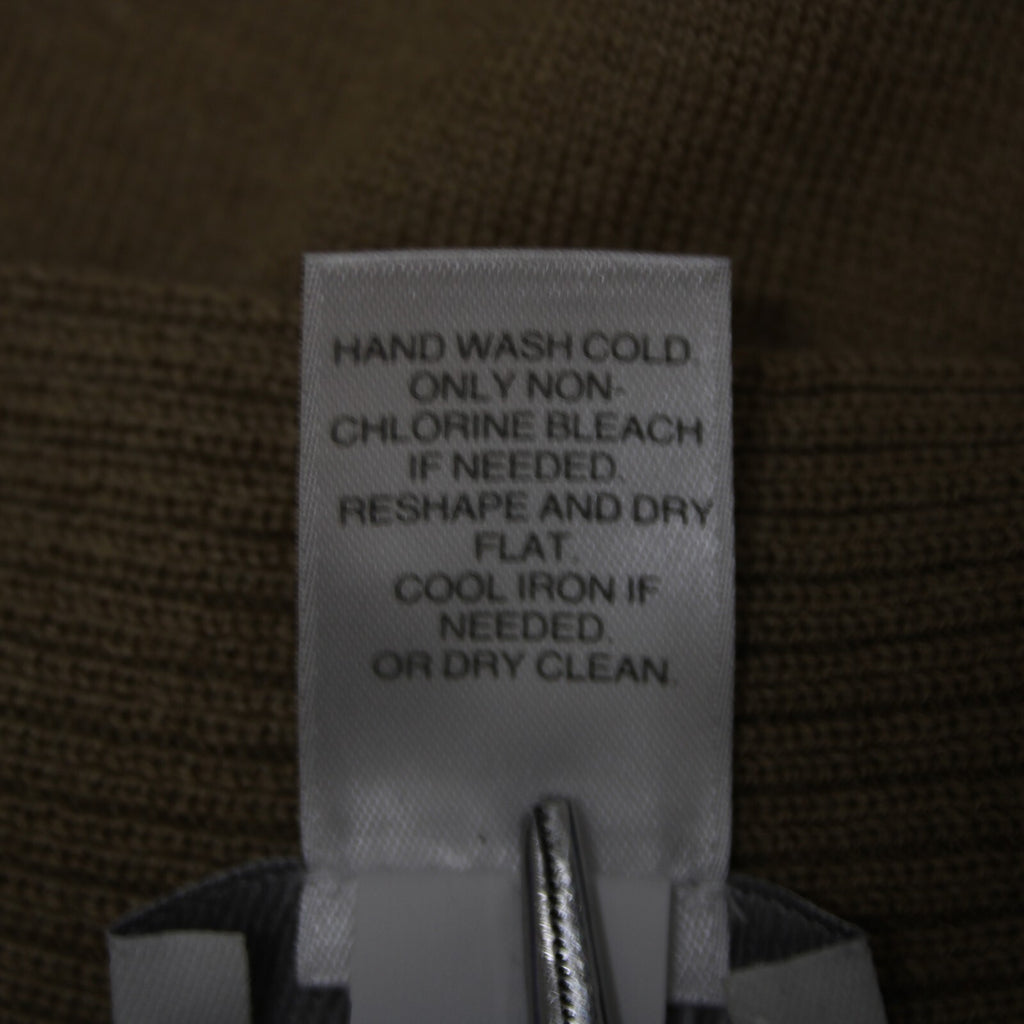 HAND WASH COLD
ONLY NON-
CHLORINE BLEACH
IF NEEDED.
RESHAPE AND DRY
FLAT.
COOL IRON IF
NEEDED.
OR DRY CLEAN.